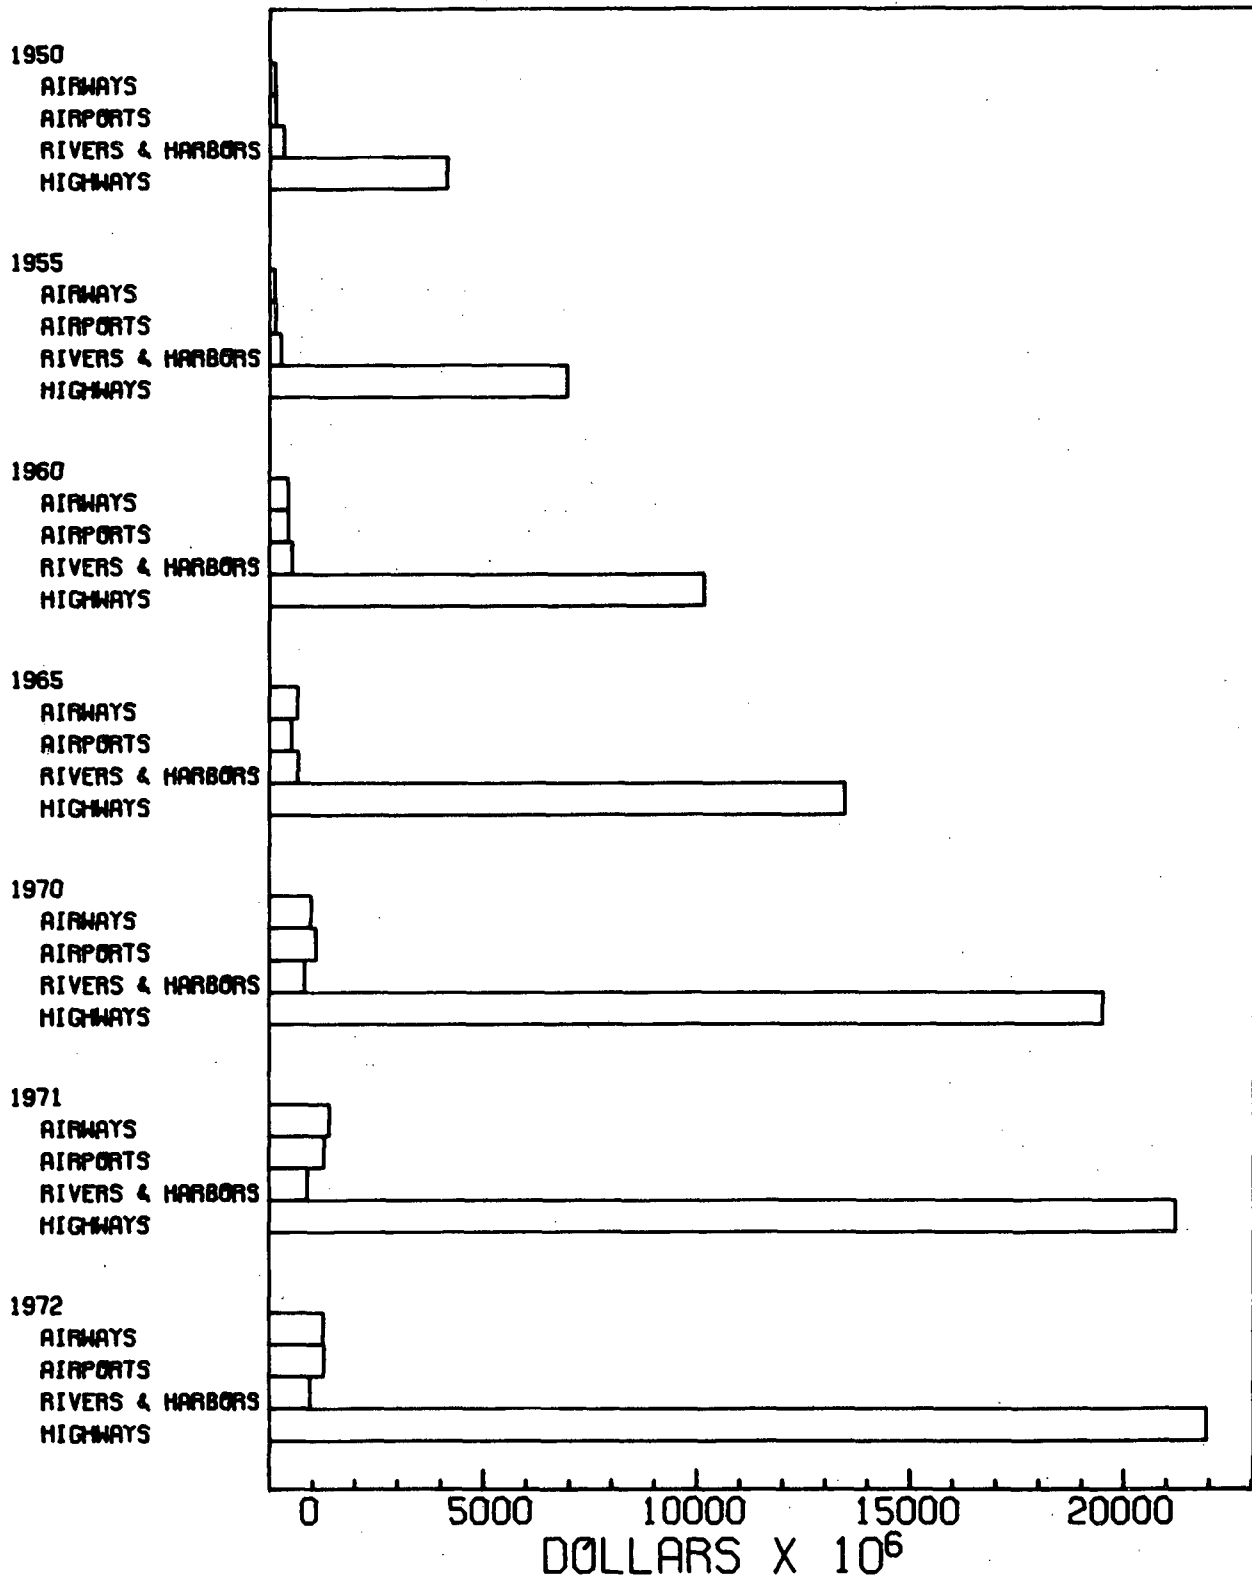 1950
AIRWAYS
AIRPORTS
RIVERS & HARBORS
HIGHWAYS
1955
AIRWAYS
AIRPORTS
RIVERS & HARBORS
HIGHWAYS
1960
AIRWAYS
AIRPORTS
RIVERS & HARBORS
HIGHWAYS
1965
AIRWAYS
AIRPORTS
RIVERS & HARBORS
HIGHWAYS
1970
AIRWAYS
AIRPORTS
RIVERS & HARBORS
HIGHWAYS
1971
AIRWAYS
AIRPORTS
RIVERS & HARBORS
HIGHWAYS
1972
AIRWAYS
AIRPORTS
RIVERS & HARBORS
HIGHWAYS
0 5000 10000 15000 20000
DOLLARS X 10⁶